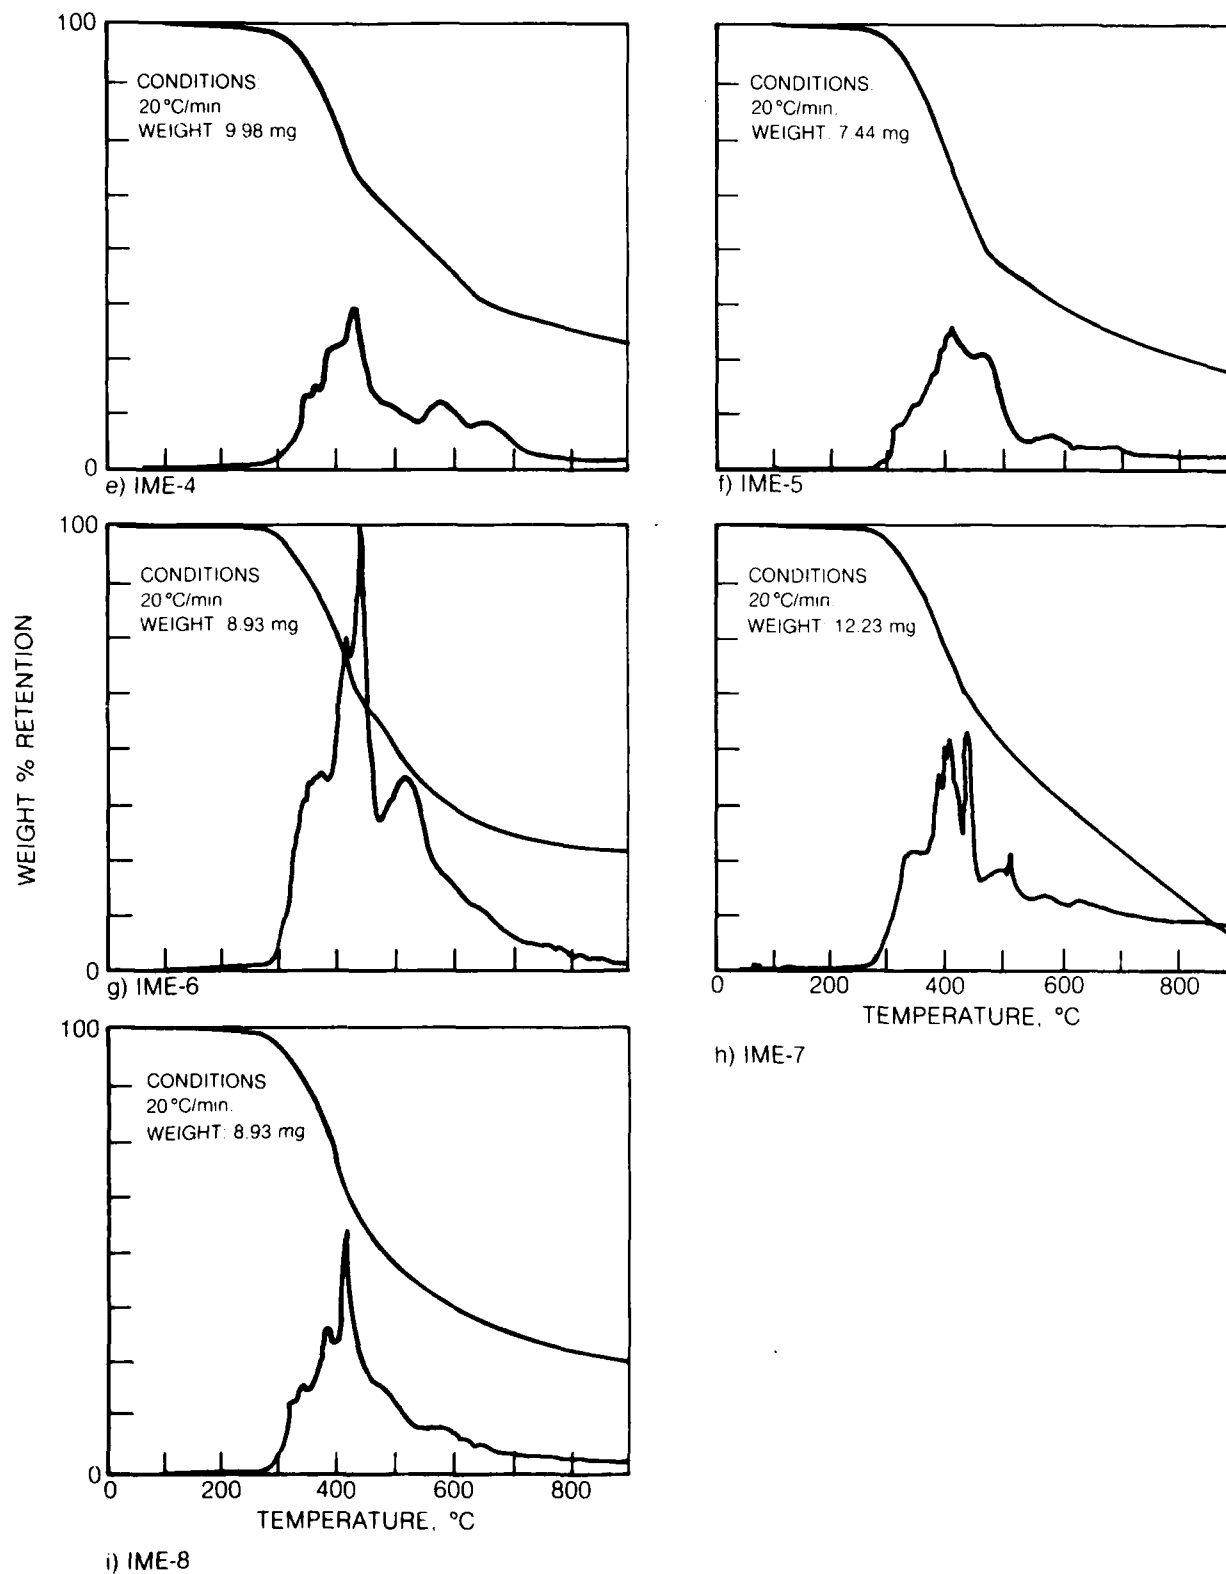 WEIGHT % RETENTION
100
CONDITIONS
20°C/min
WEIGHT 9 98 mg
0
e) IME-4
CONDITIONS.
20°C/min.
WEIGHT. 7.44 mg
f) IME-5
100
CONDITIONS
20°C/min
WEIGHT 8.93 mg
0
g) IME-6
CONDITIONS
20°C/min.
WEIGHT: 12.23 mg
0 200 400 600 800
TEMPERATURE, °C
h) IME-7
100
CONDITIONS
20°C/min.
WEIGHT: 8.93 mg
0
0 200 400 600 800
TEMPERATURE, °C
i) IME-8